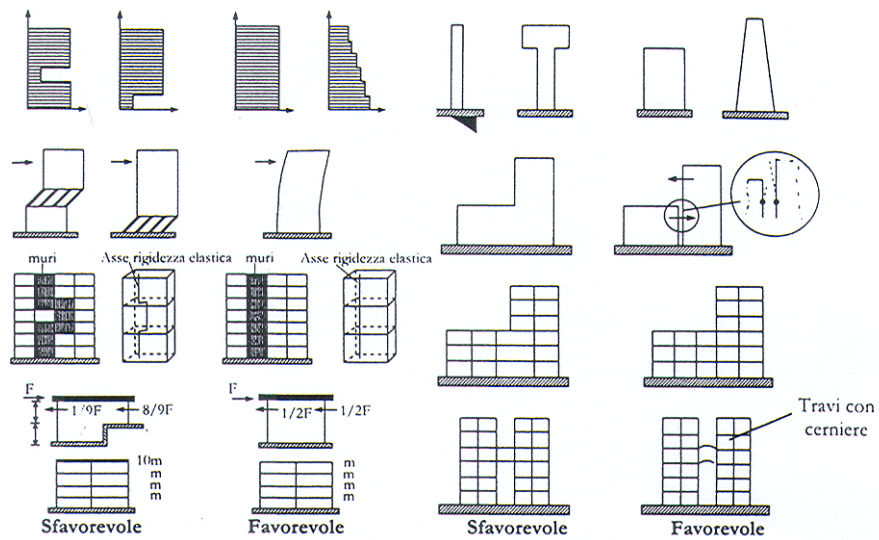 muri
Asse rigidezza elastica
muri
Asse rigidezza elastica
F
1/9F
8/9F
F
1/2F
1/2F
10m
m
m
m
m
m
m
m
Travi con
cerniere
Sfavorevole
Favorevole
Sfavorevole
Favorevole